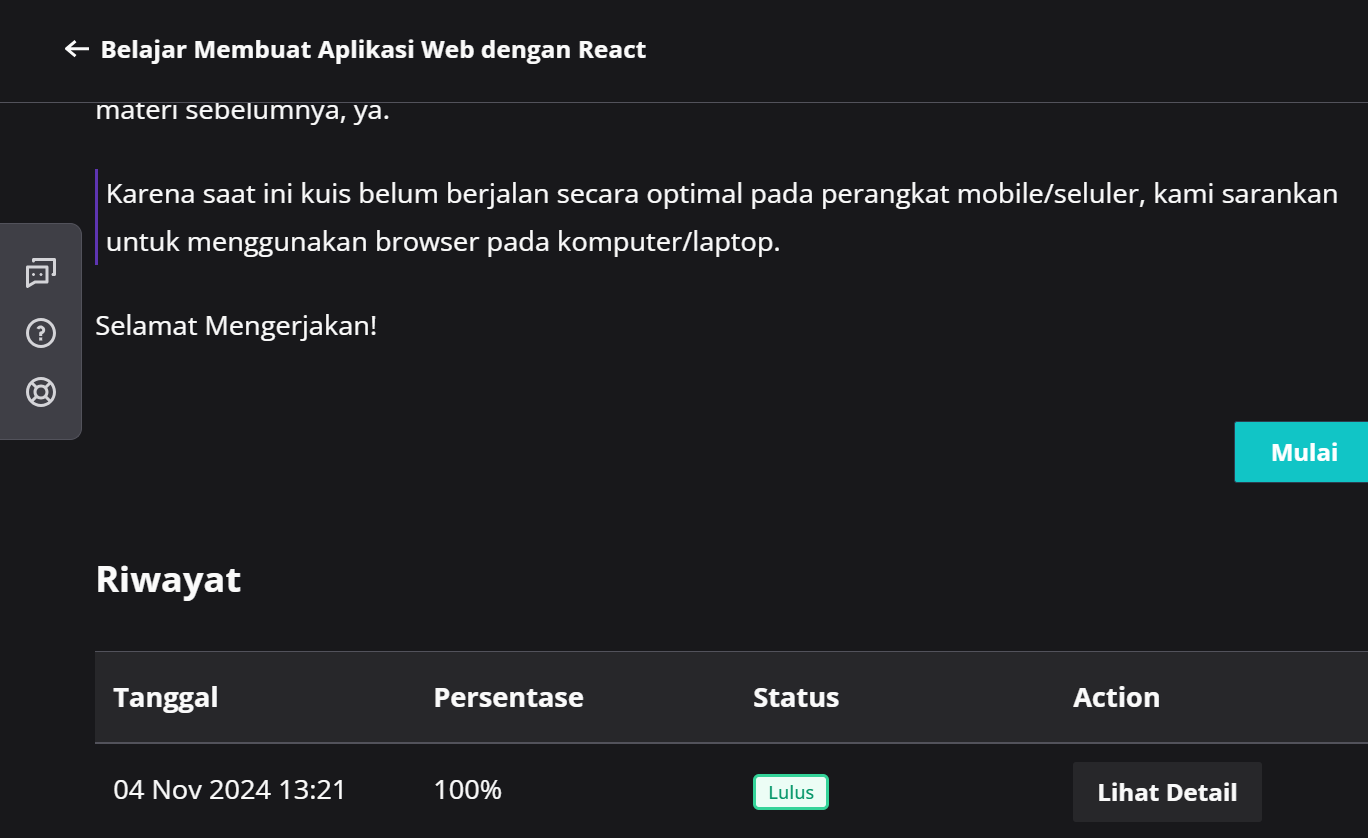 Belajar Membuat Aplikasi Web dengan React
materi sebelumnya, ya.
Karena saat ini kuis belum berjalan secara optimal pada perangkat mobile/seluler, kami sarankan
untuk menggunakan browser pada komputer/laptop.
Selamat Mengerjakan!
Mulai
Riwayat
Tanggal Persentase Status Action
04 Nov 2024 13:21 100% Lulus Lihat Detail